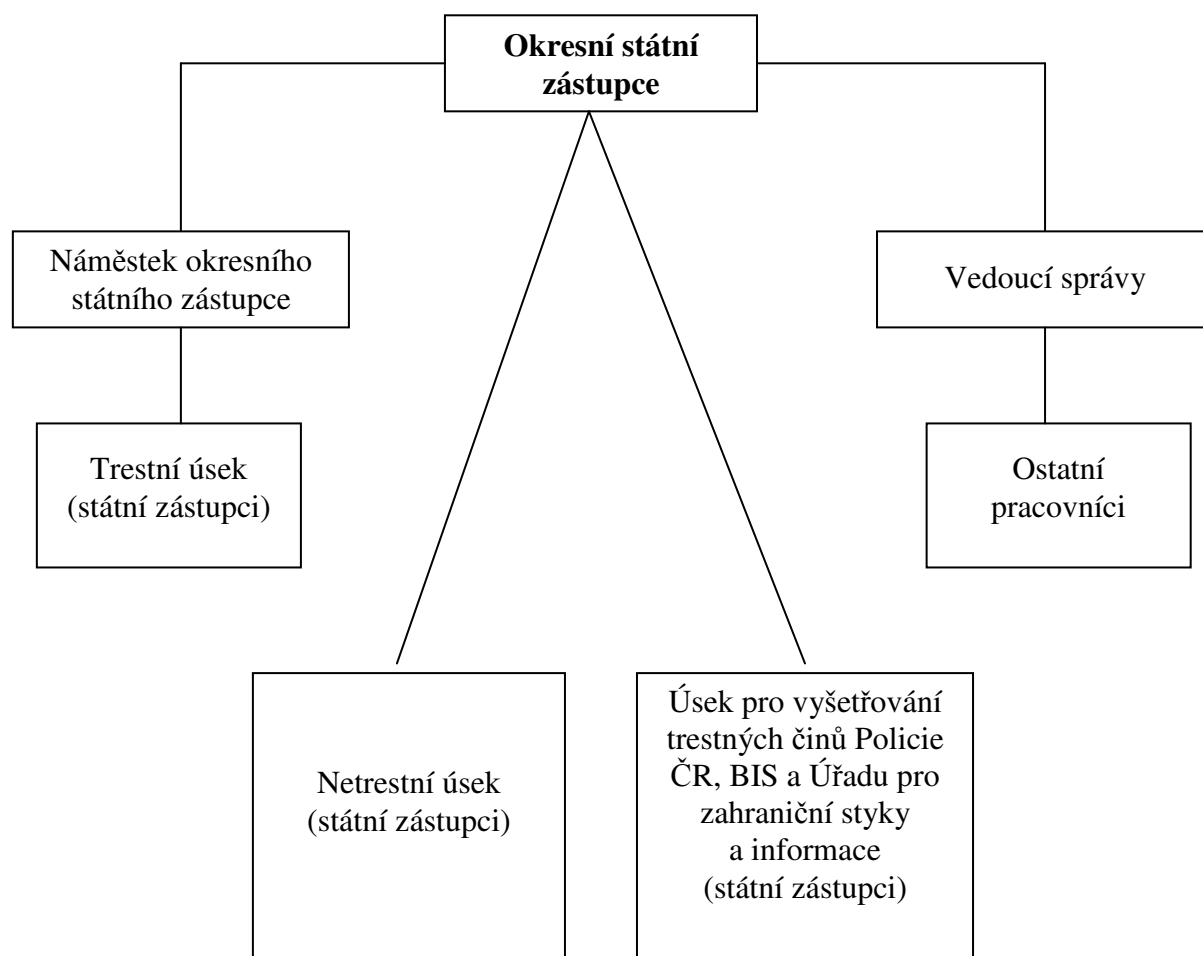 Okresní státní
zástupce
Náměstek okresního
státního zástupce
Vedoucí správy
Trestní úsek
(státní zástupci)
Ostatní
pracovníci
Netrestní úsek
(státní zástupci)
Úsek pro vyšetřování
trestných činů Policie
ČR, BIS a Úřadu pro
zahraniční styky
a informace
(státní zástupci)